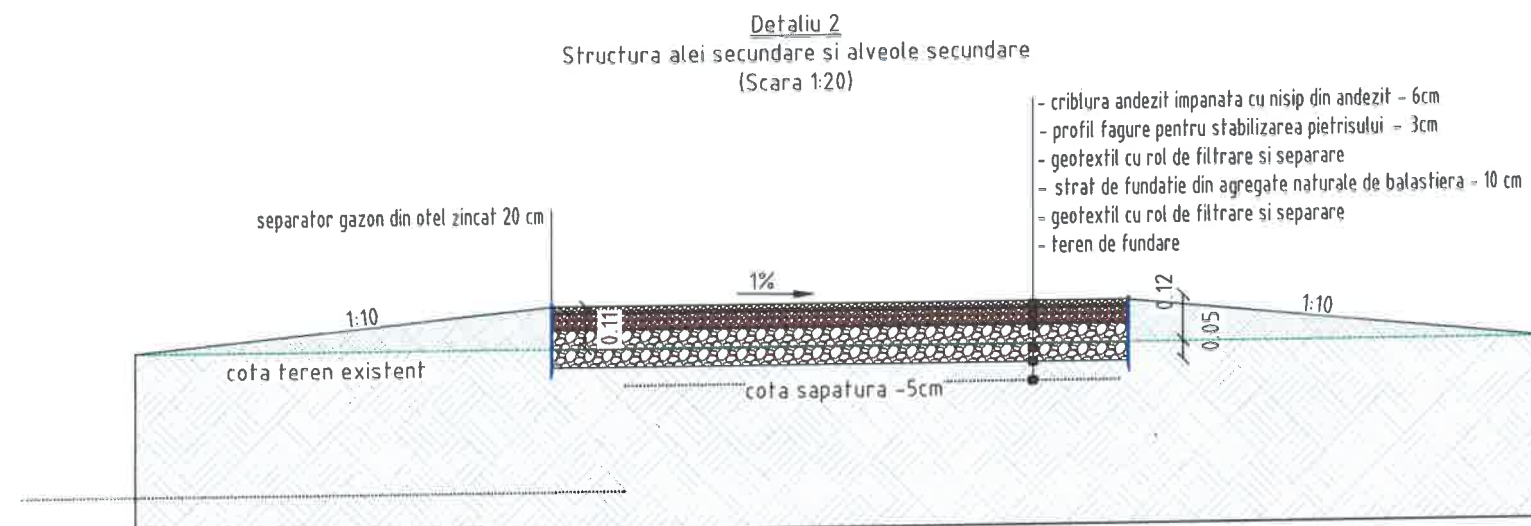 Detaliu 2
Structura alei secundare si alveole secundare
(Scara 1:20)
- criblura andezit impanata cu nisip din andezit - 6cm
- profil fagure pentru stabilizarea pietrisului - 3cm
- geotextil cu rol de filtrare si separare
- strat de fundatie din agregate naturale de balastiera - 10 cm
- geotextil cu rol de filtrare si separare
- teren de fundare
separator gazon din otel zincat 20 cm
1%
1:10
0.11
0.12
0.05
1:10
cota teren existent
cota sapatura -5cm